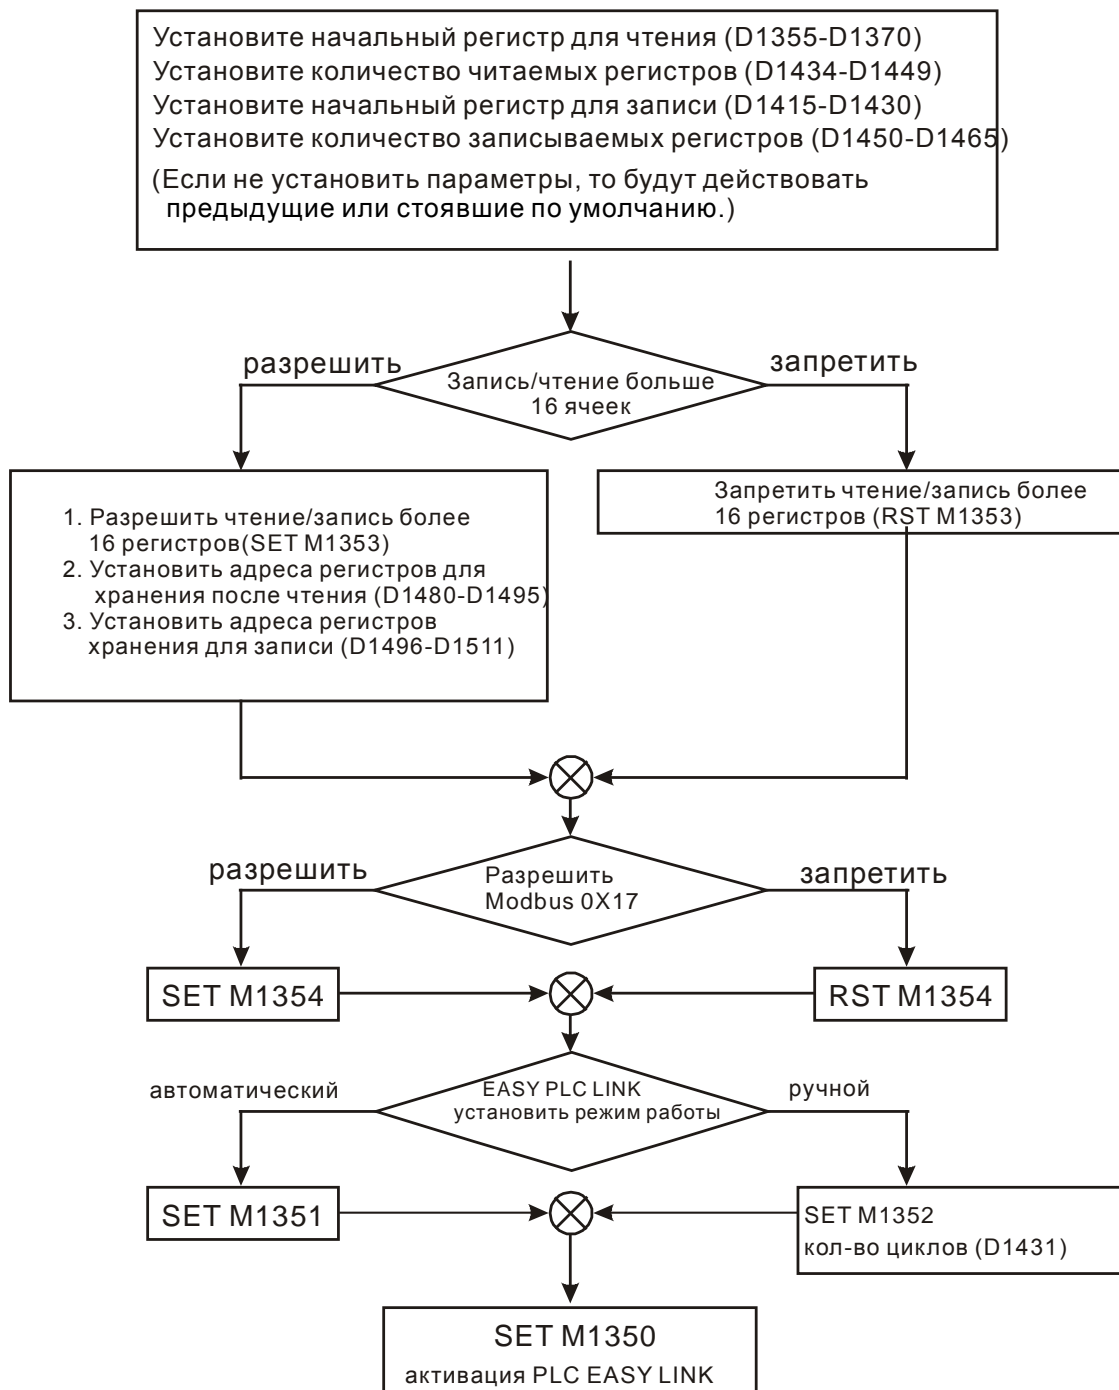 Установите начальный регистр для чтения (D1355-D1370)
Установите количество читаемых регистров (D1434-D1449)
Установите начальный регистр для записи (D1415-D1430)
Установите количество записываемых регистров (D1450-D1465)
(Если не установить параметры, то будут действовать
предыдущие или стоявшие по умолчанию.)
разрешить
запретить
Запись/чтение больше
16 ячеек
1. Разрешить чтение/запись более
16 регистров(SET M1353)
2. Установить адреса регистров для
хранения после чтения (D1480-D1495)
3. Установить адреса регистров
хранения для записи (D1496-D1511)
Запретить чтение/запись более
16 регистров (RST M1353)
разрешить
запретить
Разрешить
Modbus 0X17
SET M1354
RST M1354
автоматический
ручной
EASY PLC LINK
установить режим работы
SET M1351
SET M1352
кол-во циклов (D1431)
SET M1350
активация PLC EASY LINK